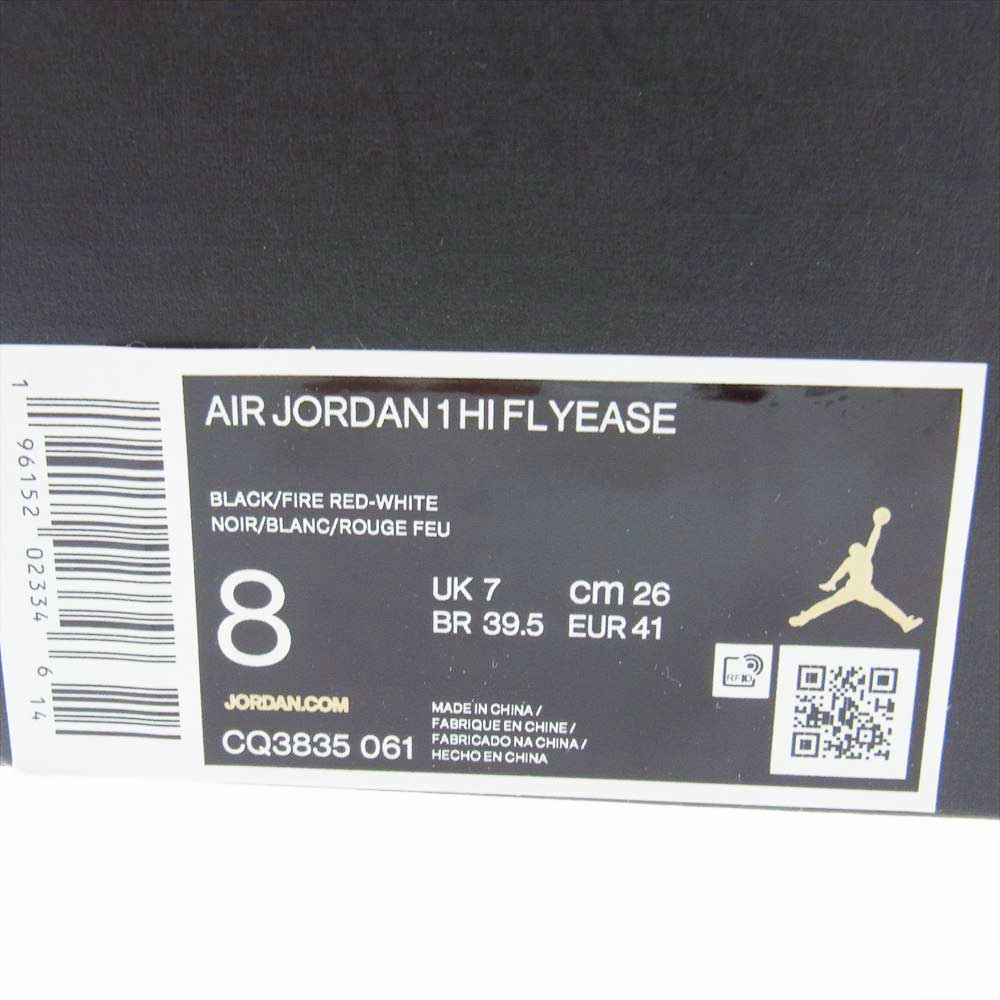 AIR JORDAN 1 HI FLYEASE
BLACK/FIRE RED-WHITE
NOIR/BLANC/ROUGE FEU
8
UK 7 cm 26
BR 39.5 EUR 41
JORDAN.COM
CQ3835 061
MADE IN CHINA /
FABRIQUE EN CHINE /
FABRICADO NA CHINA /
HECHO EN CHINA
RFID
1 96152 02334 6 14